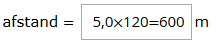 afstand = 5,0×120=600 m